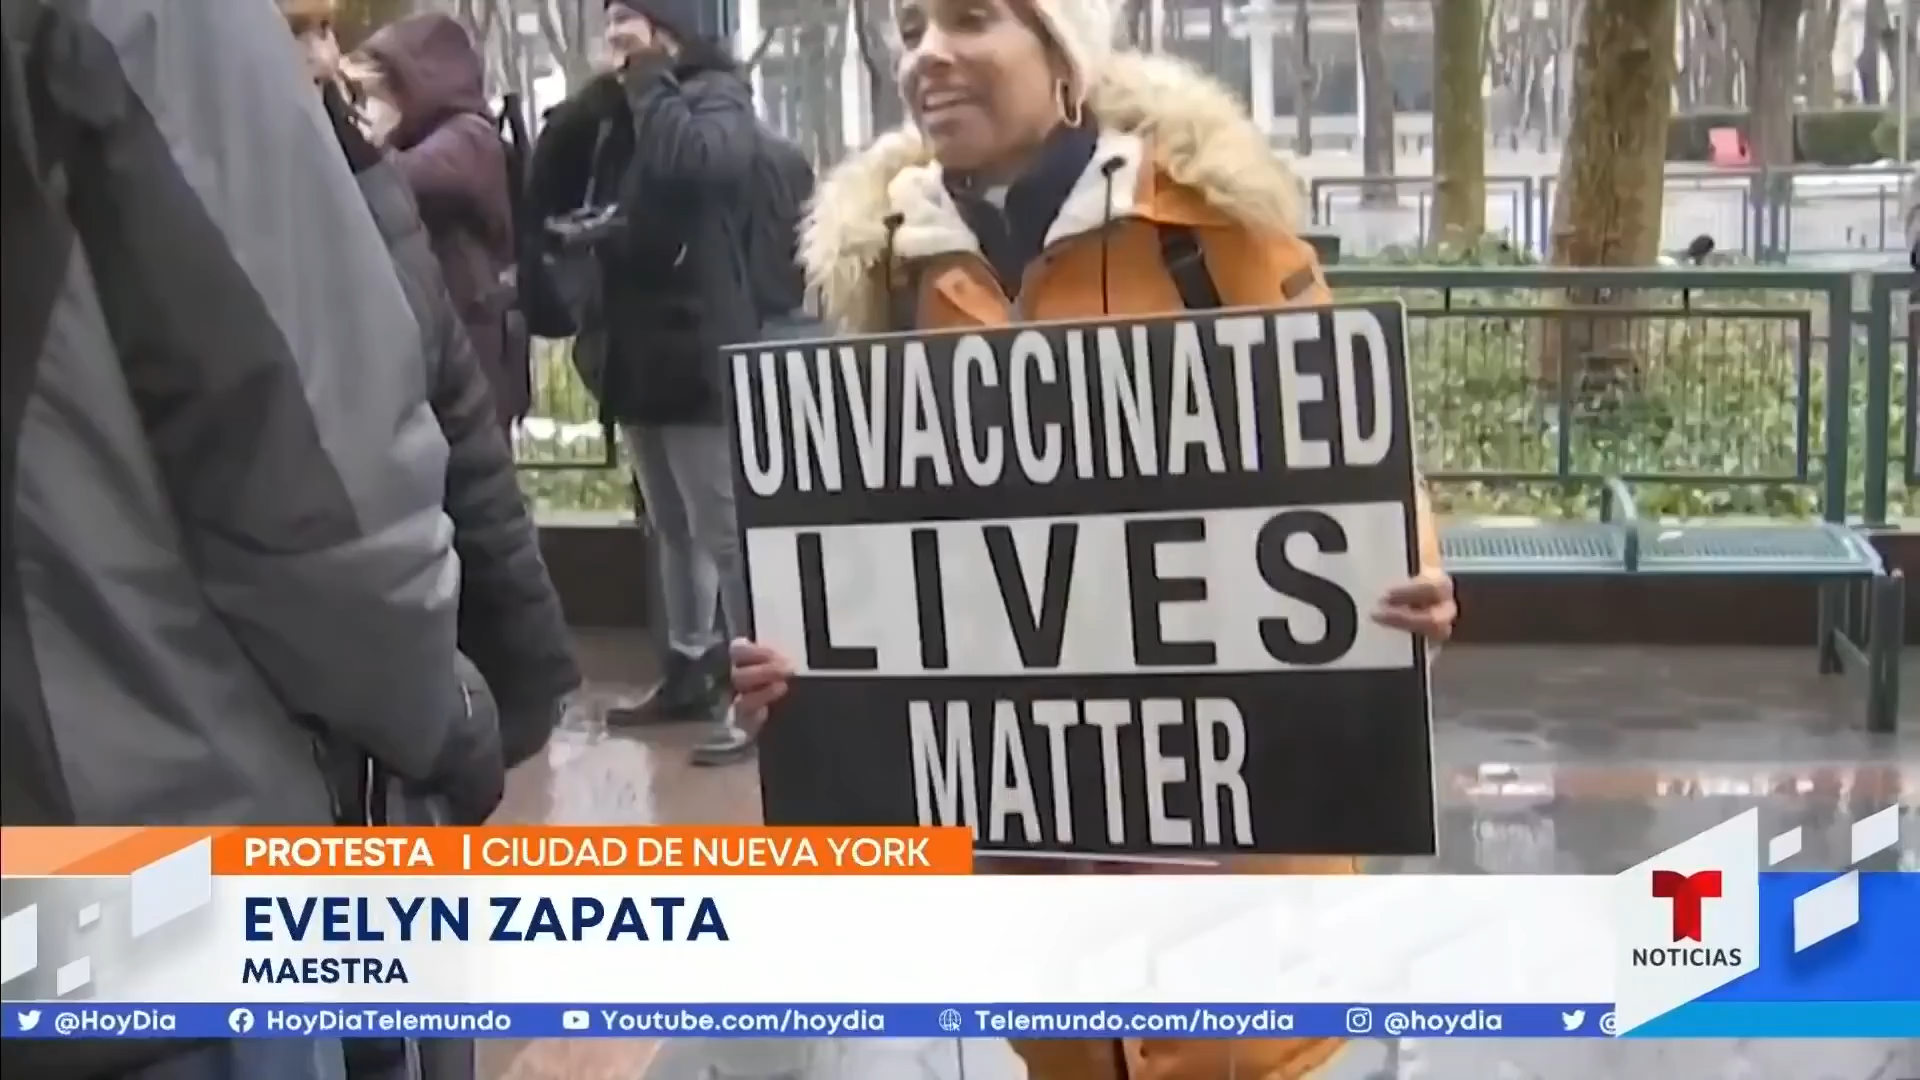 UNVACCINATED
LIVES
MATTER
PROTESTA | CIUDAD DE NUEVA YORK
EVELYN ZAPATA
MAESTRA
NOTICIAS
@HoyDia HoyDiaTelemundo Youtube.com/hoydia Telemundo.com/hoydia @hoydia @